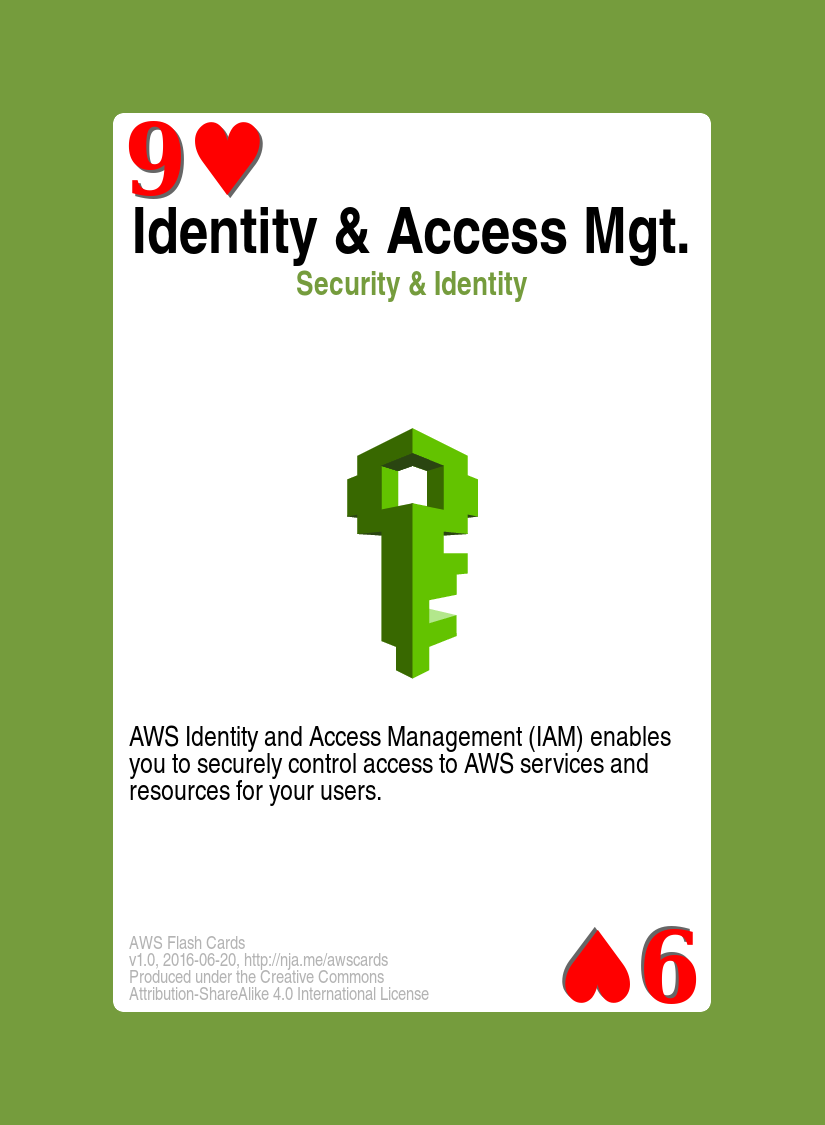 9♥
Identity & Access Mgt.
Security & Identity
AWS Identity and Access Management (IAM) enables
you to securely control access to AWS services and
resources for your users.
AWS Flash Cards
v1.0, 2016-06-20, http://nja.me/awscards
Produced under the Creative Commons
Attribution-ShareAlike 4.0 International License
9♥